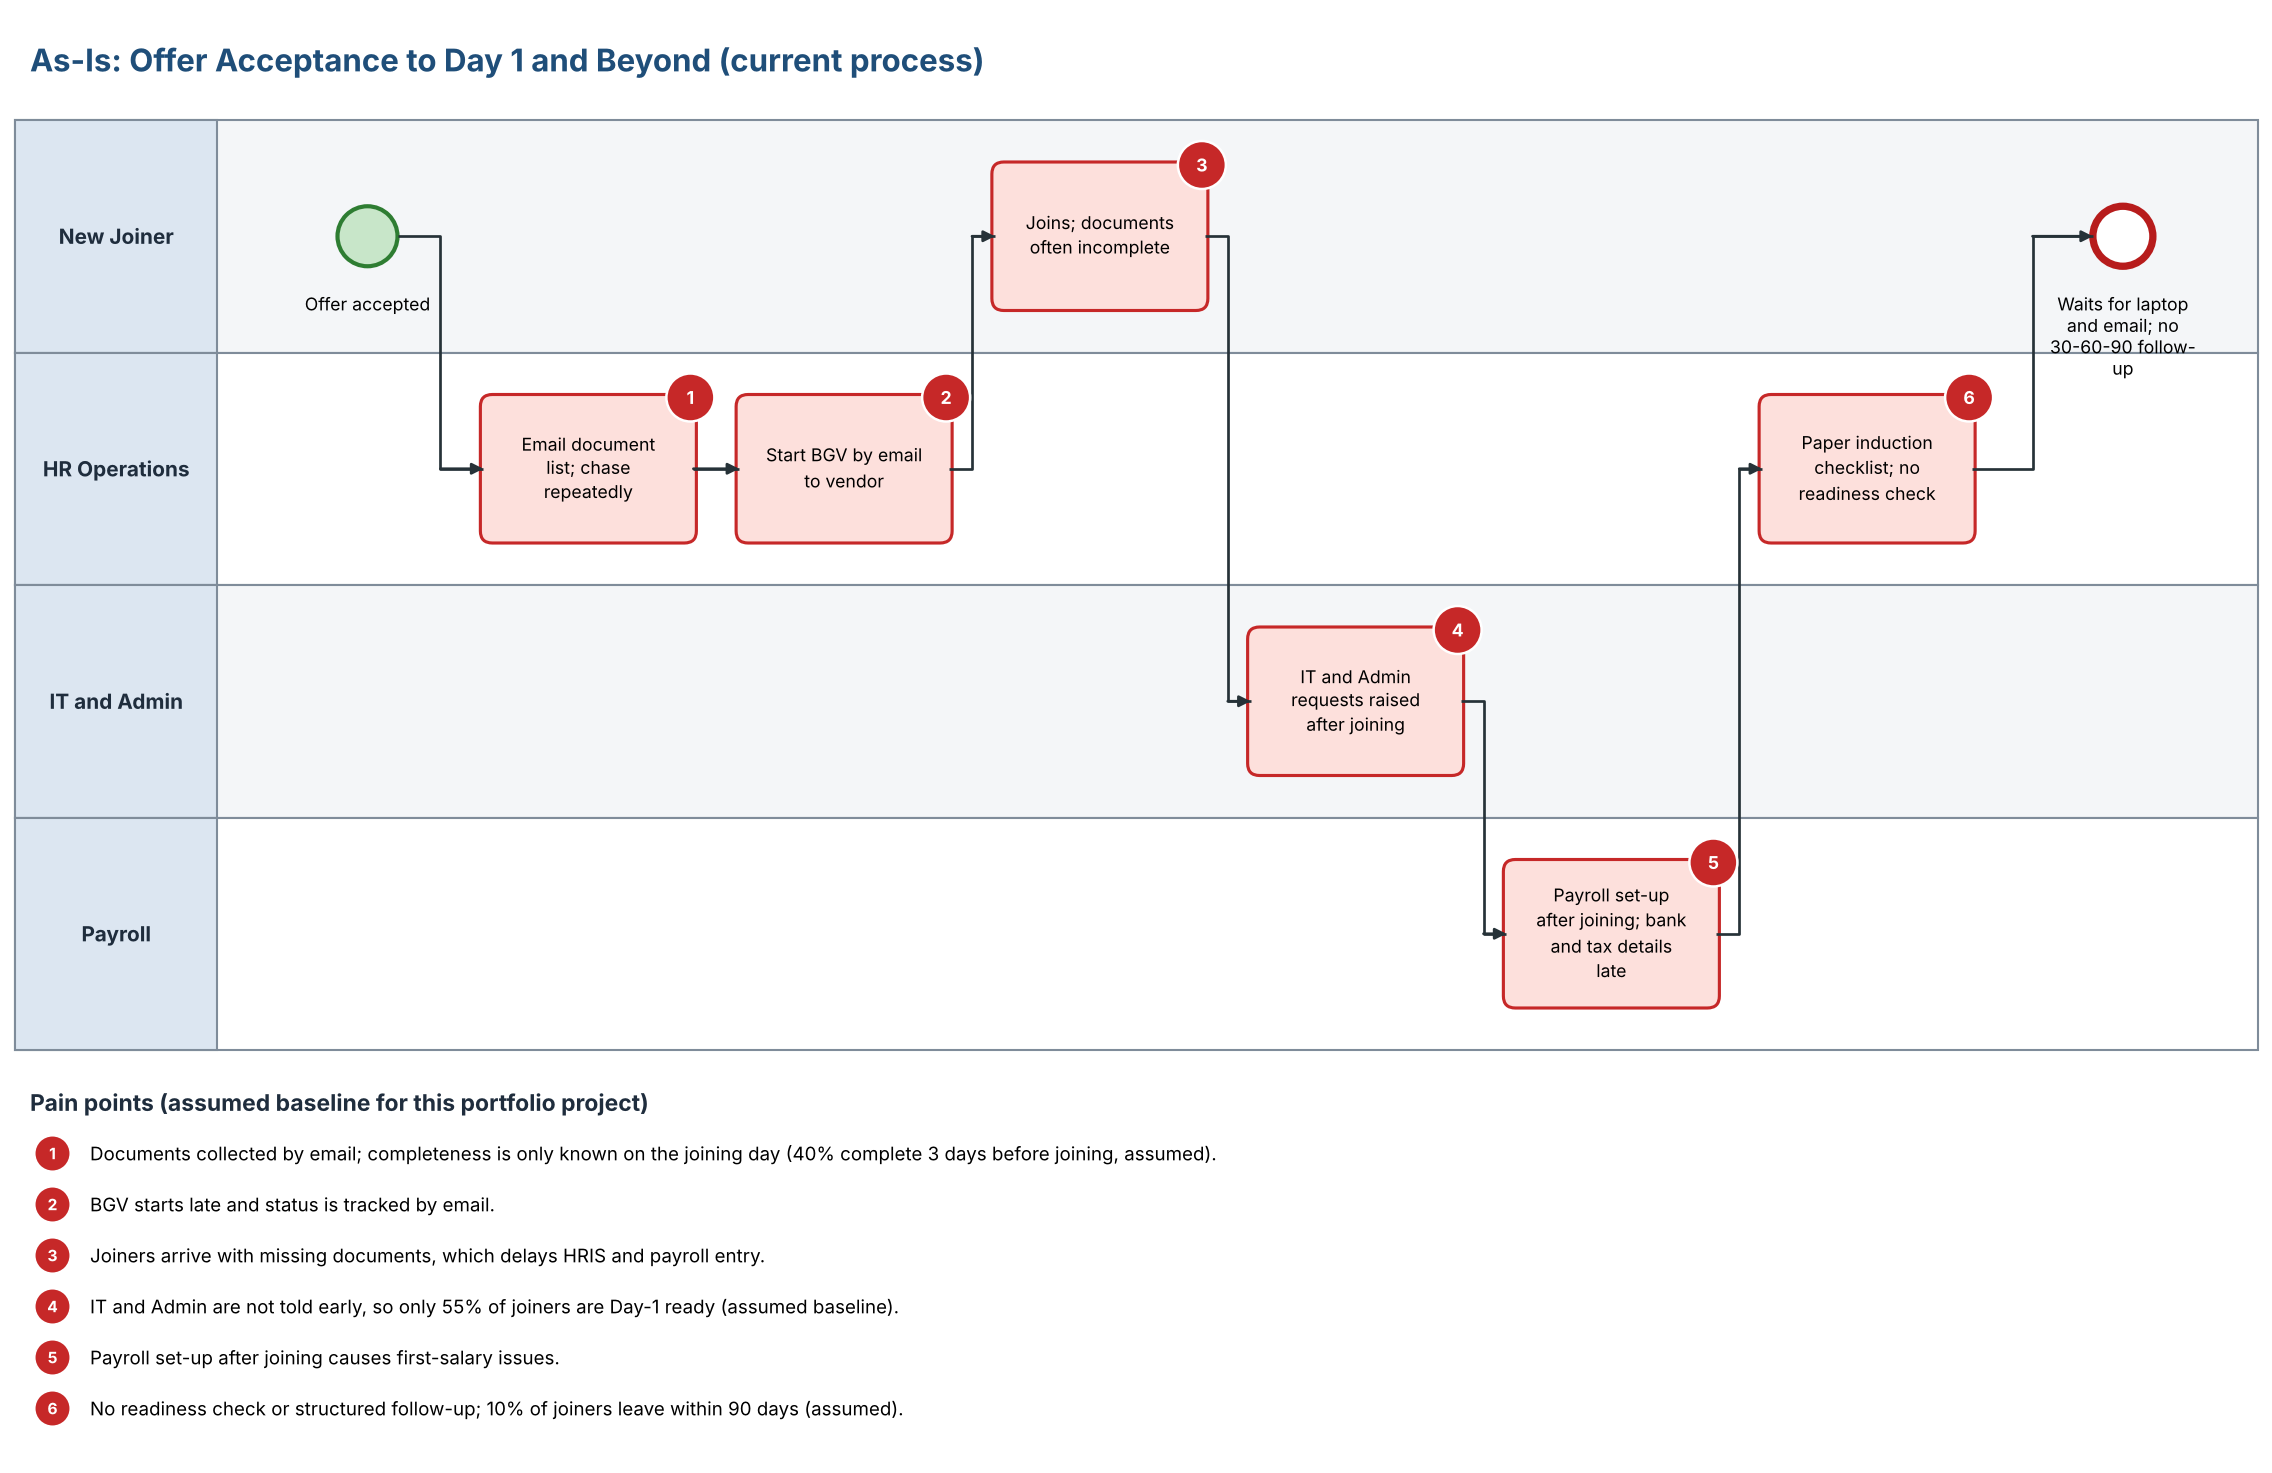 As-Is: Offer Acceptance to Day 1 and Beyond (current process)
New Joiner
Offer accepted
3
Joins; documents
often incomplete
Waits for laptop
and email; no
30-60-90 follow-
up
HR Operations
1
Email document
list; chase
repeatedly
2
Start BGV by email
to vendor
6
Paper induction
checklist; no
readiness check
IT and Admin
4
IT and Admin
requests raised
after joining
Payroll
5
Payroll set-up
after joining; bank
and tax details
late
Pain points (assumed baseline for this portfolio project)
1 Documents collected by email; completeness is only known on the joining day (40% complete 3 days before joining, assumed).
2 BGV starts late and status is tracked by email.
3 Joiners arrive with missing documents, which delays HRIS and payroll entry.
4 IT and Admin are not told early, so only 55% of joiners are Day-1 ready (assumed baseline).
5 Payroll set-up after joining causes first-salary issues.
6 No readiness check or structured follow-up; 10% of joiners leave within 90 days (assumed).